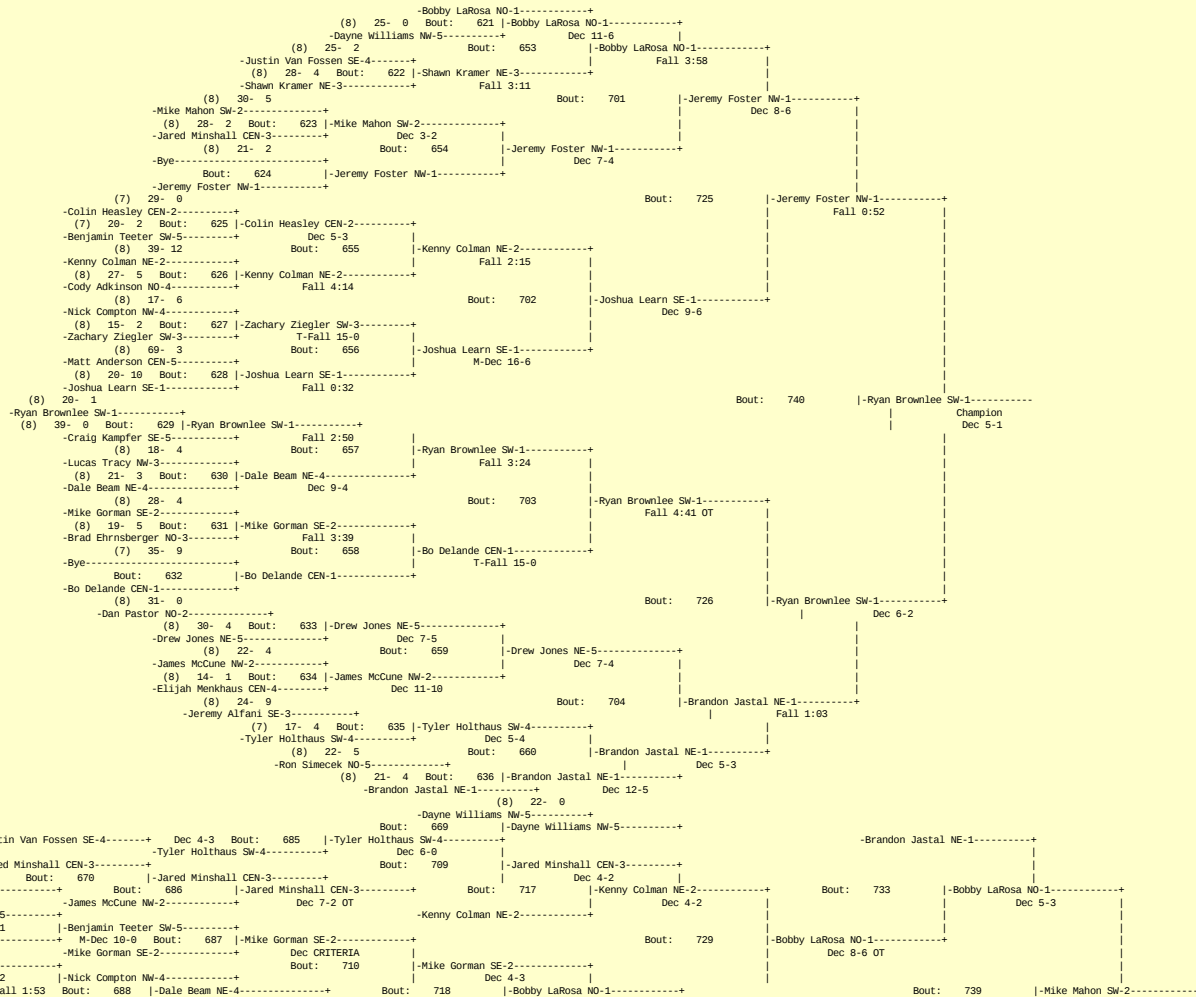 -Bobby LaRosa NO-1-----------+
(8) 25- 0 Bout: 621 |-Bobby LaRosa NO-1-----------+
-Dayne Williams NW-5----------+ Dec 11-6 |
(8) 25- 2 Bout: 653 |-Bobby LaRosa NO-1-----------+
-Justin Van Fossen SE-4-------+ | Fall 3:58 |
(8) 28- 4 Bout: 622 |-Shawn Kramer NE-3-----------+ |
-Shawn Kramer NE-3------------+ Fall 3:11 |
(8) 30- 5 Bout: 701 |-Jeremy Foster NW-1----------+
-Mike Mahon SW-2-------------+ | Dec 8-6 |
(8) 28- 2 Bout: 623 |-Mike Mahon SW-2--------------+ | |
-Jared Minshall CEN-3---------+ Dec 3-2 | | |
(8) 21- 2 Bout: 654 |-Jeremy Foster NW-1----------+ |
-Bye-------------------------+ | Dec 7-4 |
Bout: 624 |-Jeremy Foster NW-1----------+ |
-Jeremy Foster NW-1----------+ |
(7) 29- 0 Bout: 725 |-Jeremy Foster NW-1----------+
-Colin Heasley CEN-2----------+ | Fall 0:52 |
(7) 20- 2 Bout: 625 |-Colin Heasley CEN-2----------+ | |
-Benjamin Teeter SW-5---------+ Dec 5-3 | | |
(8) 39- 12 Bout: 655 |-Kenny Colman NE-2-----------+ | |
-Kenny Colman NE-2-----------+ | Fall 2:15 | | |
(8) 27- 5 Bout: 626 |-Kenny Colman NE-2------------+ | | |
-Cody Adkinson NO-4-----------+ Fall 4:14 | | |
(8) 17- 6 Bout: 702 |-Joshua Learn SE-1------------+ |
-Nick Compton NW-4-----------+ | Dec 9-6 |
(8) 15- 2 Bout: 627 |-Zachary Ziegler SW-3---------+ | |
-Zachary Ziegler SW-3---------+ T-Fall 15-0 | | |
(8) 69- 3 Bout: 656 |-Joshua Learn SE-1------------+ |
-Matt Anderson CEN-5----------+ | M-Dec 16-6 |
(8) 20- 10 Bout: 628 |-Joshua Learn SE-1------------+ |
-Joshua Learn SE-1------------+ Fall 0:32 |
(8) 20- 1 Bout: 740 |-Ryan Brownlee SW-1-----------
-Ryan Brownlee SW-1-----------+ | Champion
(8) 39- 0 Bout: 629 |-Ryan Brownlee SW-1-----------+ | Dec 5-1
-Craig Kampfer SE-5-----------+ Fall 2:50 | |
(8) 18- 4 Bout: 657 |-Ryan Brownlee SW-1-----------+ |
-Lucas Tracy NW-3-------------+ | Fall 3:24 | |
(8) 21- 3 Bout: 630 |-Dale Beam NE-4---------------+ | |
-Dale Beam NE-4---------------+ Dec 9-4 | |
(8) 28- 4 Bout: 703 |-Ryan Brownlee SW-1-----------+ |
-Mike Gorman SE-2-------------+ | Fall 4:41 OT | |
(8) 19- 5 Bout: 631 |-Mike Gorman SE-2-------------+ | | |
-Brad Ehrnsberger NO-3--------+ Fall 3:39 | | | |
(7) 35- 9 Bout: 658 |-Bo Delande CEN-1-------------+ | |
-Bye--------------------------+ | T-Fall 15-0 | |
Bout: 632 |-Bo Delande CEN-1-------------+ | |
-Bo Delande CEN-1-------------+ | |
(8) 31- 0 Bout: 726 |-Ryan Brownlee SW-1-----------+
-Dan Pastor NO-2--------------+ | Dec 6-2
(8) 30- 4 Bout: 633 |-Drew Jones NE-5--------------+ |
-Drew Jones NE-5--------------+ Dec 7-5 | |
(8) 22- 4 Bout: 659 |-Drew Jones NE-5--------------+ |
-James McCune NW-2------------+ | Dec 7-4 | |
(8) 14- 1 Bout: 634 |-James McCune NW-2------------+ | |
-Elijah Menkhaus CEN-4--------+ Dec 11-10 | |
(8) 24- 9 Bout: 704 |-Brandon Jastal NE-1----------+
-Jeremy Alfani SE-3-----------+ | Fall 1:03
(7) 17- 4 Bout: 635 |-Tyler Holthaus SW-4----------+ |
-Tyler Holthaus SW-4----------+ Dec 5-4 | |
(8) 22- 5 Bout: 660 |-Brandon Jastal NE-1----------+
-Ron Simecek NO-5-------------+ | Dec 5-3
(8) 21- 4 Bout: 636 |-Brandon Jastal NE-1----------+
-Brandon Jastal NE-1----------+ Dec 12-5
(8) 22- 0
-Dayne Williams NW-5----------+
Bout: 669 |-Dayne Williams NW-5----------+
tin Van Fossen SE-4-------+ Dec 4-3 Bout: 685 |-Tyler Holthaus SW-4----------+ | -Brandon Jastal NE-1----------+
-Tyler Holthaus SW-4----------+ Dec 6-0 | |
ed Minshall CEN-3---------+ Bout: 709 |-Jared Minshall CEN-3---------+ |
Bout: 670 |-Jared Minshall CEN-3---------+ | Dec 4-2 | |
-----------+ Bout: 686 |-Jared Minshall CEN-3---------+ Bout: 717 |-Kenny Colman NE-2------------+ Bout: 733 |-Bobby LaRosa NO-1------------+
-James McCune NW-2------------+ Dec 7-2 OT | Dec 4-2 | | Dec 5-3 |
5---------+ -Kenny Colman NE-2------------+ | | |
1 |-Benjamin Teeter SW-5---------+ | | |
-----------+ M-Dec 10-0 Bout: 687 |-Mike Gorman SE-2-------------+ Bout: 729 |-Bobby LaRosa NO-1------------+ |
-Mike Gorman SE-2-------------+ Dec CRITERIA | | Dec 8-6 OT |
-----------+ Bout: 710 |-Mike Gorman SE-2-------------+ | |
2 |-Nick Compton NW-4------------+ | Dec 4-3 | | |
all 1:53 Bout: 688 |-Dale Beam NE-4---------------+ Bout: 718 |-Bobby LaRosa NO-1------------+ Bout: 739 |-Mike Mahon SW-2-----------